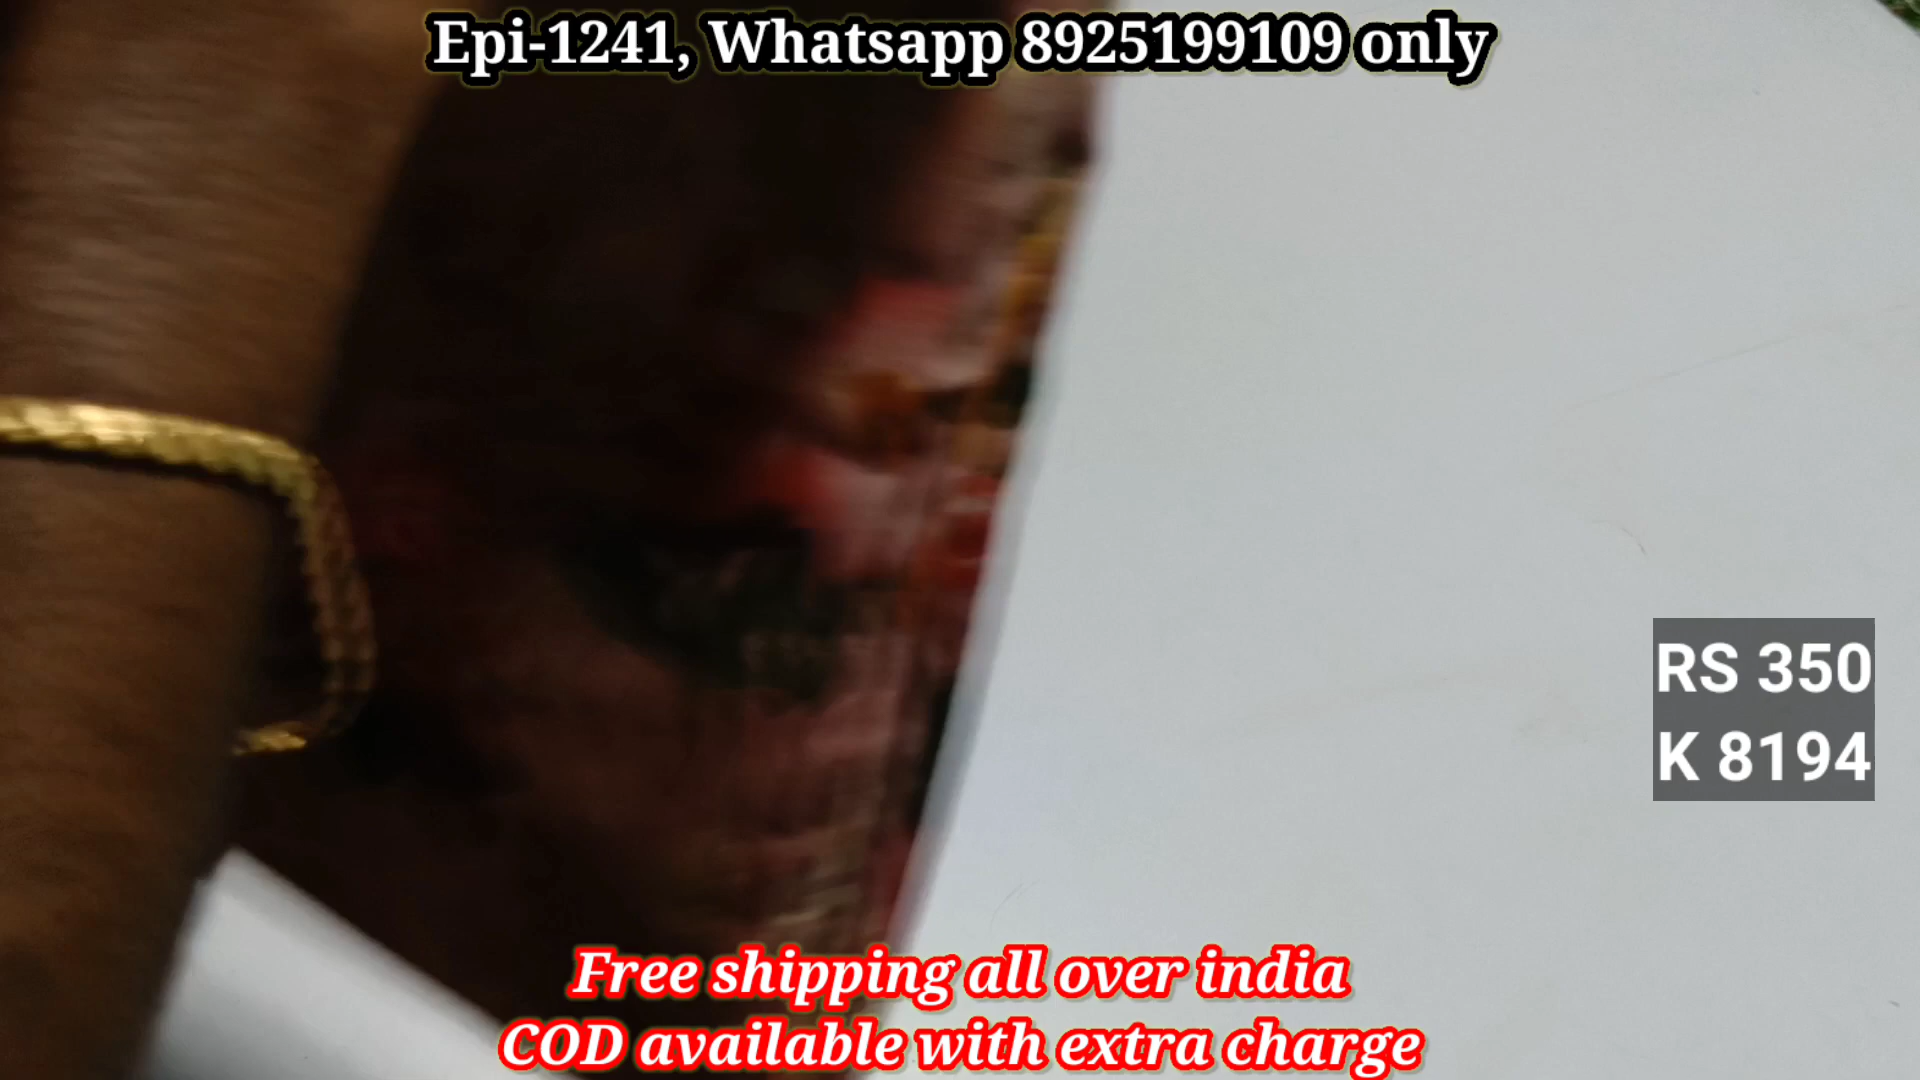 Epi-1241, Whatsapp 8925199109 only
RS 350
K 8194
Free shipping all over india
COD available with extra charge